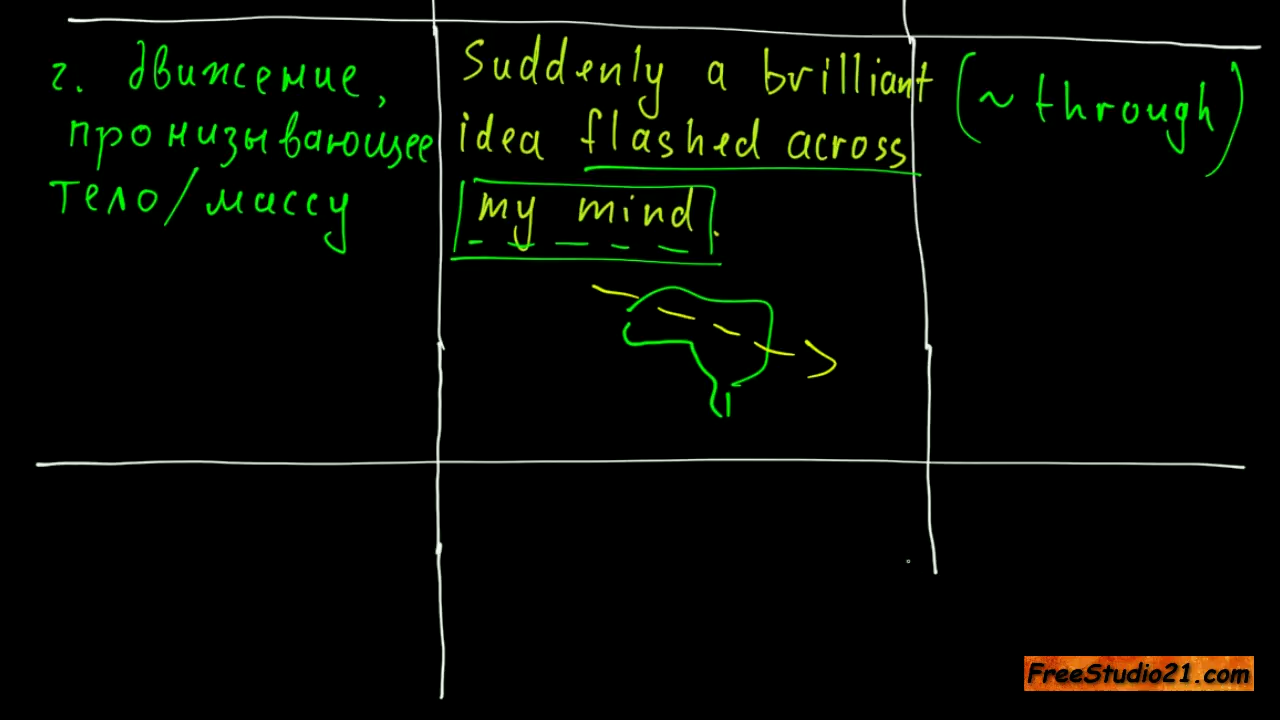 г. движение,
пронизывающее
тело/массу
Suddenly a brilliant
idea flashed across
my mind.
(~ through)
FreeStudio21.com